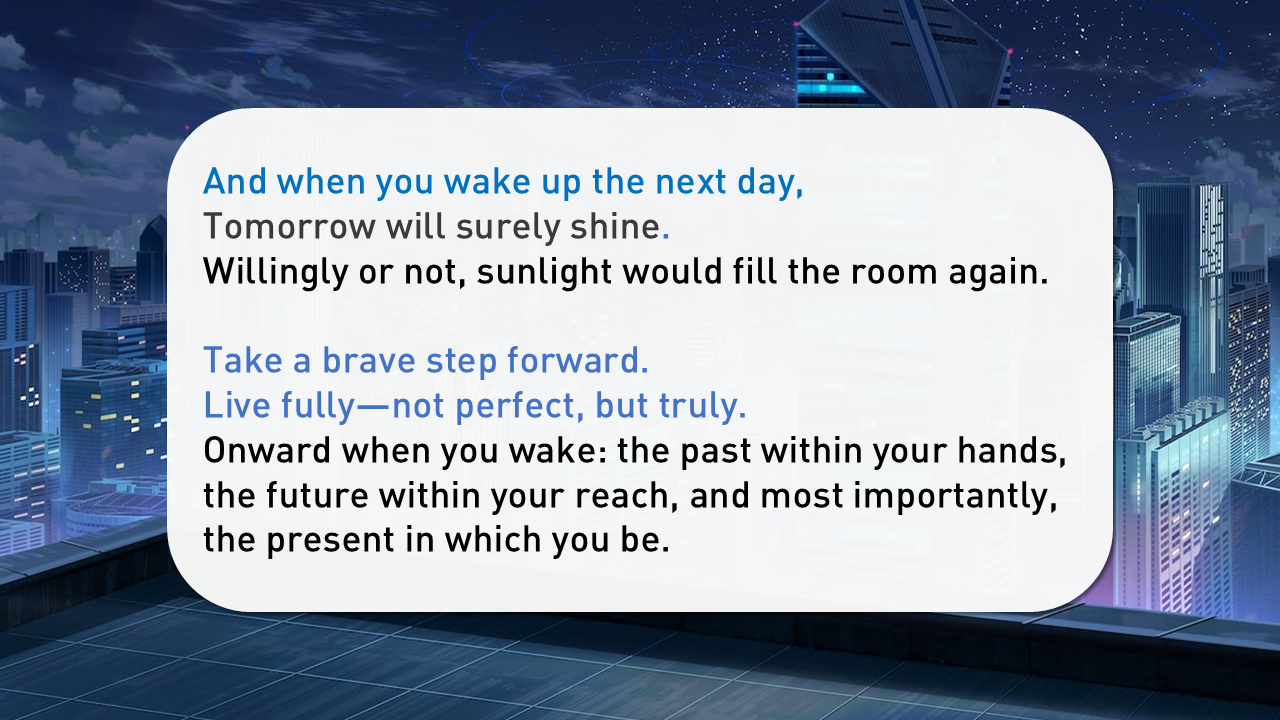 And when you wake up the next day,
Tomorrow will surely shine.
Willingly or not, sunlight would fill the room again.
Take a brave step forward.
Live fully—not perfect, but truly.
Onward when you wake: the past within your hands,
the future within your reach, and most importantly,
the present in which you be.